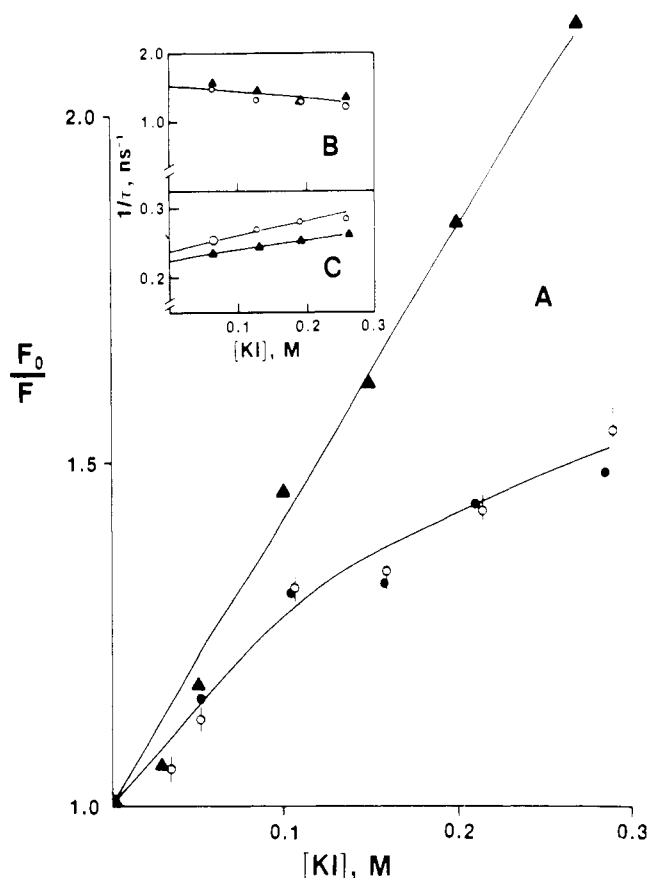 2.0
1.0
B
1/τ, ns⁻¹
0.3
0.2
C
0.1 0.2 0.3
[KI], M
2.0
A
F₀
F
1.5
1.0
0.1 0.2 0.3
[KI], M